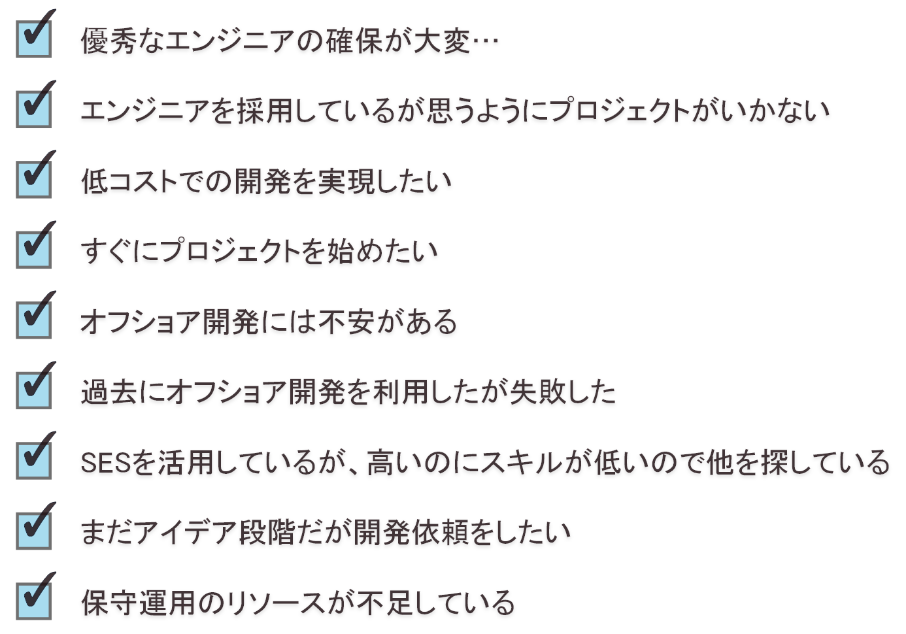 優秀なエンジニアの確保が大変…
エンジニアを採用しているが思うようにプロジェクトがいかない
低コストでの開発を実現したい
すぐにプロジェクトを始めたい
オフショア開発には不安がある
過去にオフショア開発を利用したが失敗した
SESを活用しているが、高いのにスキルが低いので他を探している
まだアイデア段階だが開発依頼をしたい
保守運用のリソースが不足している